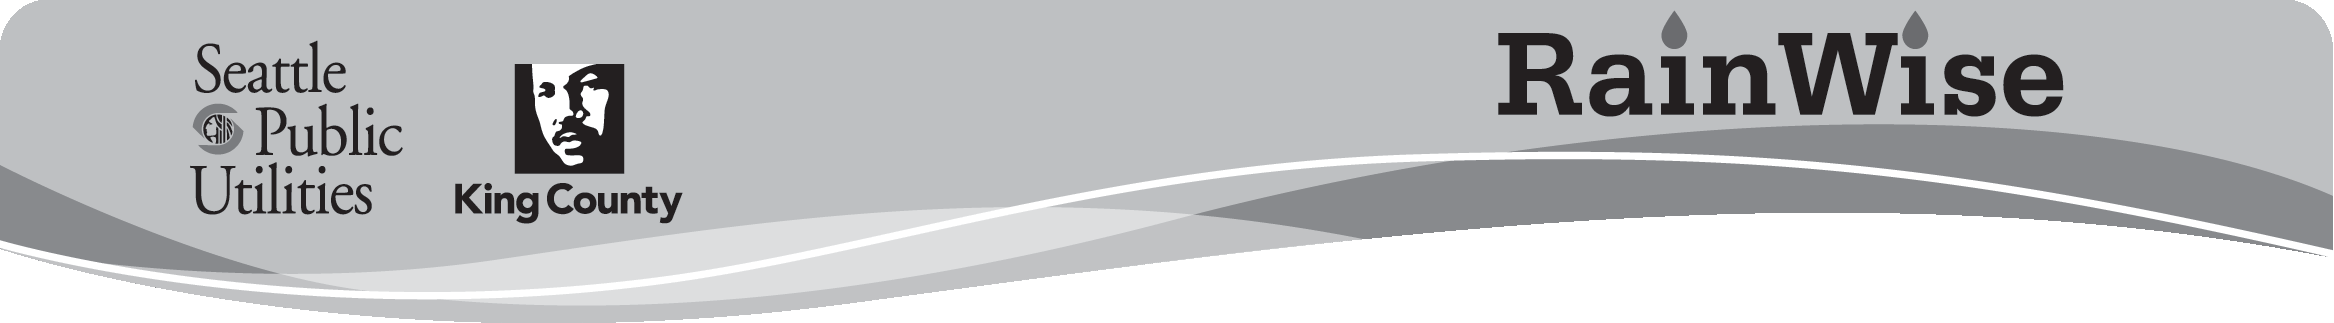 Seattle
Public
Utilities
King County
RainWise